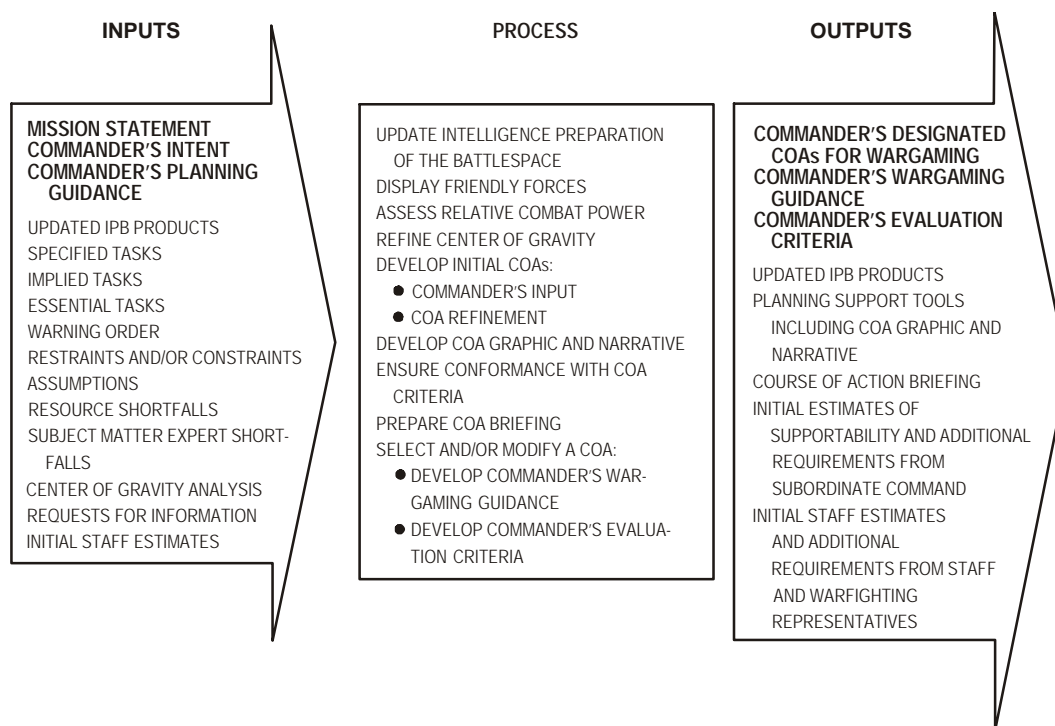 INPUTS
MISSION STATEMENT
COMMANDER'S INTENT
COMMANDER'S PLANNING
GUIDANCE
UPDATED IPB PRODUCTS
SPECIFIED TASKS
IMPLIED TASKS
ESSENTIAL TASKS
WARNING ORDER
RESTRAINTS AND/OR CONSTRAINTS
ASSUMPTIONS
RESOURCE SHORTFALLS
SUBJECT MATTER EXPERT SHORT-
FALLS
CENTER OF GRAVITY ANALYSIS
REQUESTS FOR INFORMATION
INITIAL STAFF ESTIMATES
PROCESS
UPDATE INTELLIGENCE PREPARATION
OF THE BATTLESPACE
DISPLAY FRIENDLY FORCES
ASSESS RELATIVE COMBAT POWER
REFINE CENTER OF GRAVITY
DEVELOP INITIAL COAs:
● COMMANDER'S INPUT
● COA REFINEMENT
DEVELOP COA GRAPHIC AND NARRATIVE
ENSURE CONFORMANCE WITH COA
CRITERIA
PREPARE COA BRIEFING
SELECT AND/OR MODIFY A COA:
● DEVELOP COMMANDER'S WAR-
GAMING GUIDANCE
● DEVELOP COMMANDER'S EVALUA-
TION CRITERIA
OUTPUTS
COMMANDER'S DESIGNATED
COAs FOR WARGAMING
COMMANDER'S WARGAMING
GUIDANCE
COMMANDER'S EVALUATION
CRITERIA
UPDATED IPB PRODUCTS
PLANNING SUPPORT TOOLS
INCLUDING COA GRAPHIC AND
NARRATIVE
COURSE OF ACTION BRIEFING
INITIAL ESTIMATES OF
SUPPORTABILITY AND ADDITIONAL
REQUIREMENTS FROM
SUBORDINATE COMMAND
INITIAL STAFF ESTIMATES
AND ADDITIONAL
REQUIREMENTS FROM STAFF
AND WARFIGHTING
REPRESENTATIVES